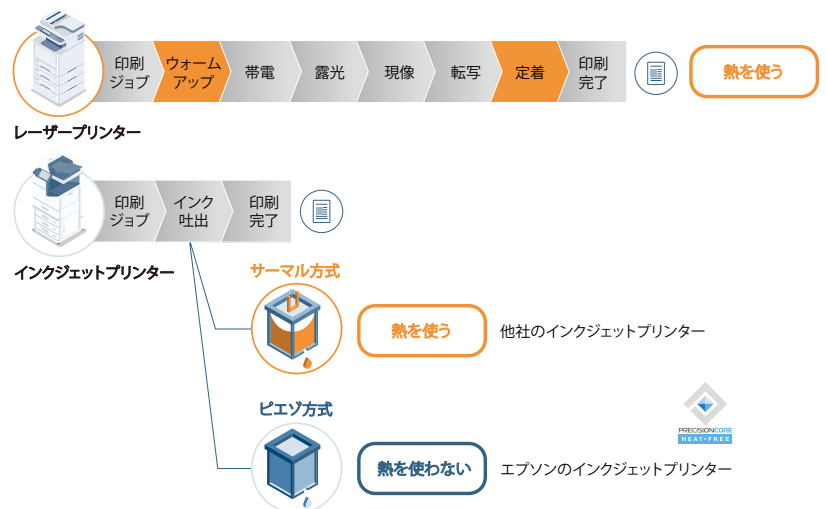 印刷
ジョブ
ウォーム
アップ
帯電
露光
現像
転写
定着
印刷
完了
熱を使う
レーザープリンター
印刷
ジョブ
インク
吐出
印刷
完了
インクジェットプリンター
サーマル方式
熱を使う
他社のインクジェットプリンター
ピエゾ方式
PRECISIONCORE
HEAT-FREE
熱を使わない
エプソンのインクジェットプリンター